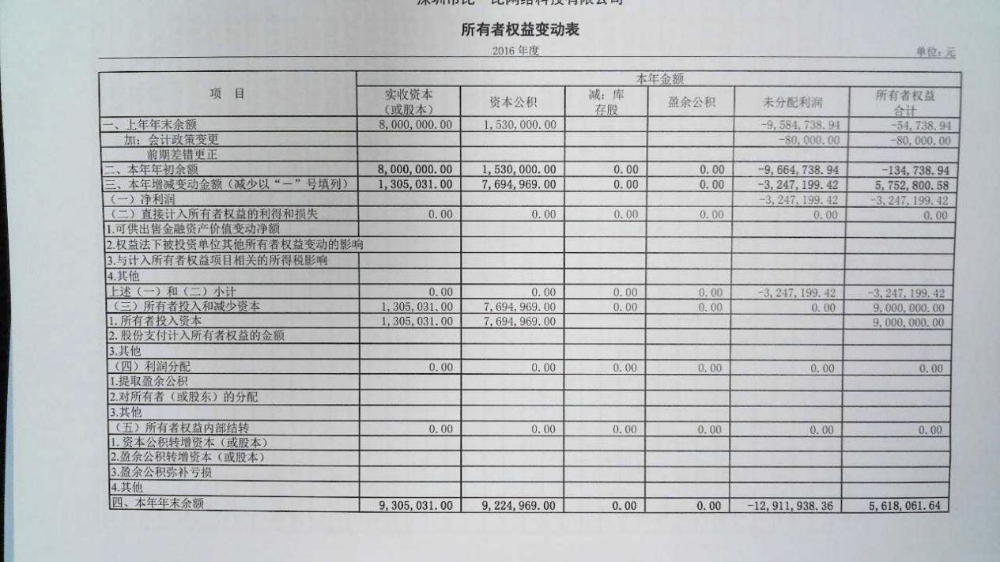 所有者权益变动表
2016 年度
单位：元
项 目 本年金额
实收资本（或股本） 资本公积 减：库存股 盈余公积 未分配利润 所有者权益合计
一、上年年末余额 8,000,000.00 1,530,000.00 -9,584,738.94 -54,738.94
加：会计政策变更 -80,000.00 -80,000.00
前期差错更正
二、本年年初余额 8,000,000.00 1,530,000.00 0.00 0.00 -9,664,738.94 -134,738.94
三、本年增减变动金额（减少以“－”号填列） 1,305,031.00 7,694,969.00 0.00 0.00 -3,247,199.42 5,752,800.58
（一）净利润 -3,247,199.42 -3,247,199.42
（二）直接计入所有者权益的利得和损失 0.00 0.00 0.00 0.00 0.00 0.00
1.可供出售金融资产价值变动净额
2.权益法下被投资单位其他所有者权益变动的影响
3.与计入所有者权益项目相关的所得税影响
4.其他
上述（一）和（二）小计 0.00 0.00 0.00 0.00 -3,247,199.42 -3,247,199.42
（三）所有者投入和减少资本 1,305,031.00 7,694,969.00 0.00 0.00 0.00 9,000,000.00
1.所有者投入资本 1,305,031.00 7,694,969.00 9,000,000.00
2.股份支付计入所有者权益的金额
3.其他
（四）利润分配 0.00 0.00 0.00 0.00 0.00 0.00
1.提取盈余公积
2.对所有者（或股东）的分配
3.其他
（五）所有者权益内部结转 0.00 0.00 0.00 0.00 0.00 0.00
1.资本公积转增资本（或股本）
2.盈余公积转增资本（或股本）
3.盈余公积弥补亏损
4.其他
四、本年年末余额 9,305,031.00 9,224,969.00 0.00 0.00 -12,911,938.36 5,618,061.64